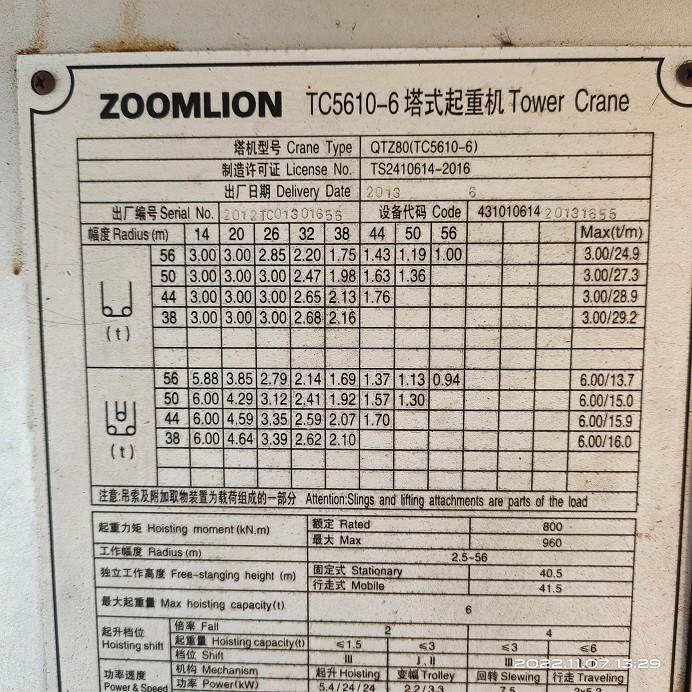 ZOOMLION TC5610-6 塔式起重机 Tower Crane
塔机型号 Crane Type QTZ80(TC5610-6)
制造许可证 License No. TS2410614-2016
出厂日期 Delivery Date 2013 6
出厂编号 Serial No. 2012TC01301656 设备代码 Code 431010614 20131656
幅度 Radius (m) 14 20 26 32 38 44 50 56 Max(t/m)
56 3.00 3.00 2.85 2.20 1.75 1.43 1.19 1.00 3.00/24.9
50 3.00 3.00 3.00 2.47 1.98 1.63 1.36 3.00/27.3
44 3.00 3.00 3.00 2.65 2.13 1.76 3.00/28.9
38 3.00 3.00 3.00 2.68 2.16 3.00/29.2
(t)
56 5.88 3.85 2.79 2.14 1.69 1.37 1.13 0.94 6.00/13.7
50 6.00 4.29 3.12 2.41 1.92 1.57 1.30 6.00/15.0
44 6.00 4.59 3.35 2.59 2.07 1.70 6.00/15.9
38 6.00 4.64 3.39 2.62 2.10 6.00/16.0
(t)
注意:吊索及附加取物装置为载荷组成的一部分 Attention:Slings and lifting attachments are parts of the load
起重力矩 Hoisting moment (kN.m) 额定 Rated 800
最大 Max 960
工作幅度 Radius (m) 2.5-56
独立工作高度 Free-stanging height (m) 固定式 Stationary 40.5
行走式 Mobile 41.5
最大起重量 Max hoisting capacity(t) 6
起升档位 Hoisting shift 倍率 Fall 2 4
起重量 Hoisting capacity(t) ≤1.5 ≤3 ≤3 ≤6
档位 Shift Ⅲ Ⅰ、Ⅱ Ⅲ
功率速度 Power & Speed 机构 Mechanism 起升 Hoisting 变幅 Trolley 回转 Slewing 行走 Traveling
功率 Power(kW) 5.4/24/24 2.2/3.3
2022.11.07 13:29